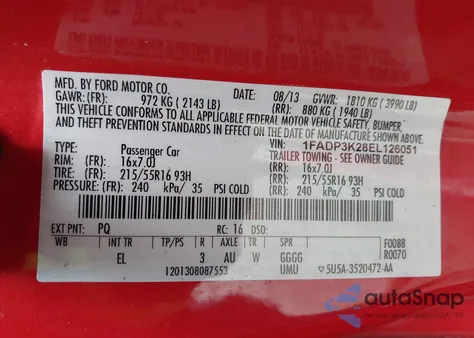 MFD. BY FORD MOTOR CO.
DATE: 08/13 GVWR: 1810 KG ( 3990 LB)
GAWR: (FR) 972 KG ( 2143 LB) (RR) 880 KG ( 1940 LB)
THIS VEHICLE CONFORMS TO ALL APPLICABLE FEDERAL MOTOR VEHICLE SAFETY, BUMPER,
AND THEFT PREVENTION STANDARDS IN EFFECT ON THE DATE OF MANUFACTURE SHOWN ABOVE.
VIN: 1FADP3K28EL126051
TYPE: Passenger Car TRAILER TOWING - SEE OWNER GUIDE
RIM: (FR) 16x7.0J (RR) 16x7.0J
TIRE: (FR) 215/55R16 93H (RR) 215/55R16 93H
PRESSURE: (FR) 240 kPa/ 35 PSI COLD (RR) 240 kPa/ 35 PSI COLD
EXT PNT: PQ RC: 16 DSO:
WB INT TR TP/PS R AXLE TR SPR F0088
EL 3 AU W GGGG R0070
1201308087553 UMU 5U5A-3520472-AA
autoSnap